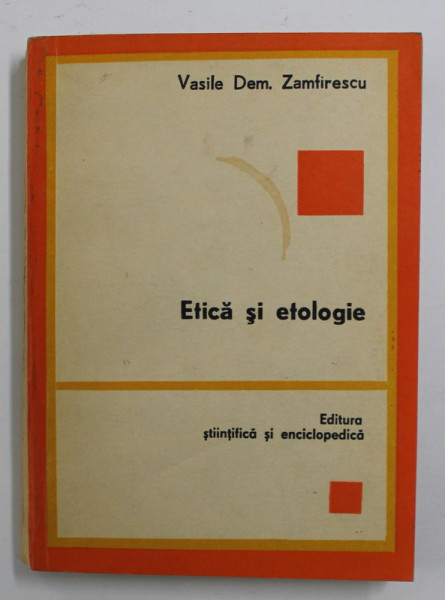 Vasile Dem. Zamfirescu
Etică şi etologie
Editura
ştiinţifică şi enciclopedică